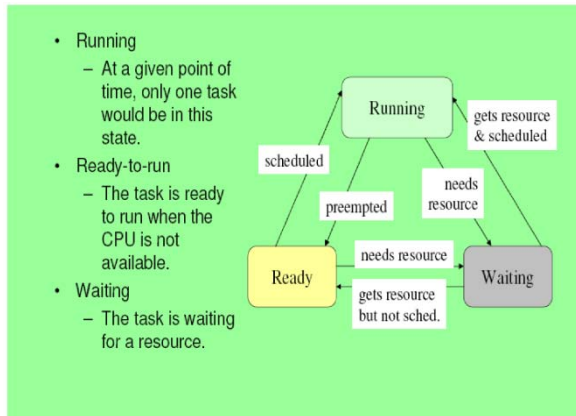 • Running
– At a given point of
time, only one task
would be in this
state.
• Ready-to-run
– The task is ready
to run when the
CPU is not
available.
• Waiting
– The task is waiting
for a resource.
Running
gets resource
& scheduled
scheduled
needs
resource
preempted
Ready
needs resource
Waiting
gets resource
but not sched.